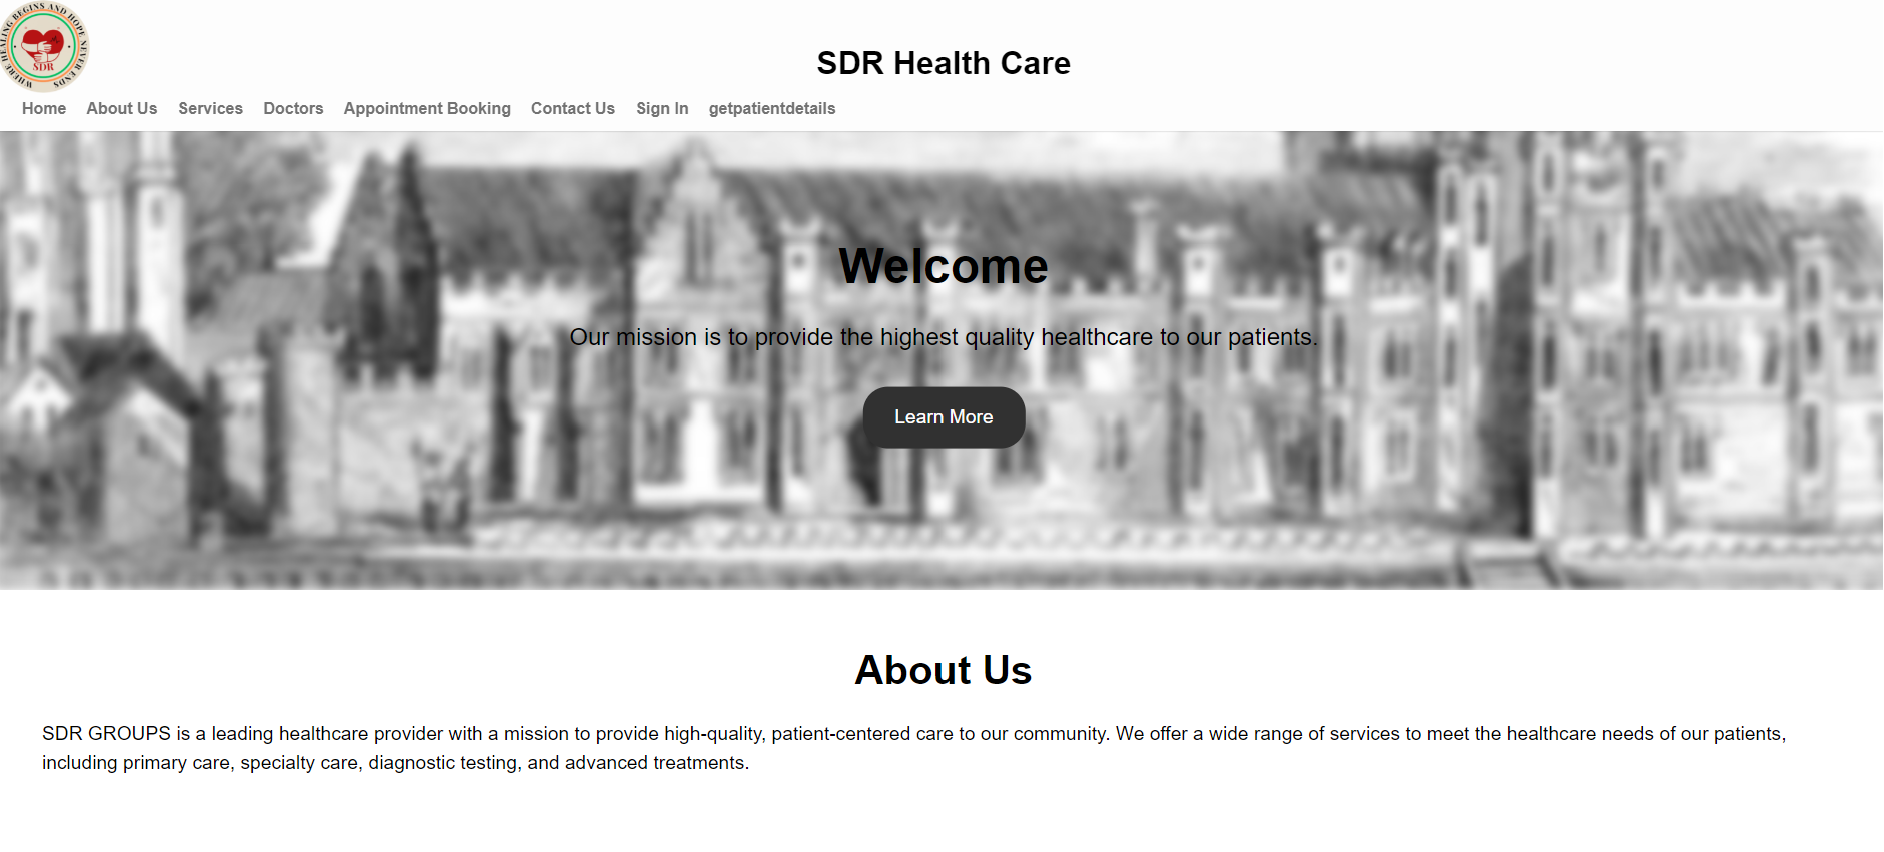 WHERE HEALING BEGINS AND HOPE NEVER ENDS
SDR
SDR Health Care
Home About Us Services Doctors Appointment Booking Contact Us Sign In getpatientdetails
Welcome
Our mission is to provide the highest quality healthcare to our patients.
Learn More
About Us
SDR GROUPS is a leading healthcare provider with a mission to provide high-quality, patient-centered care to our community. We offer a wide range of services to meet the healthcare needs of our patients,
including primary care, specialty care, diagnostic testing, and advanced treatments.